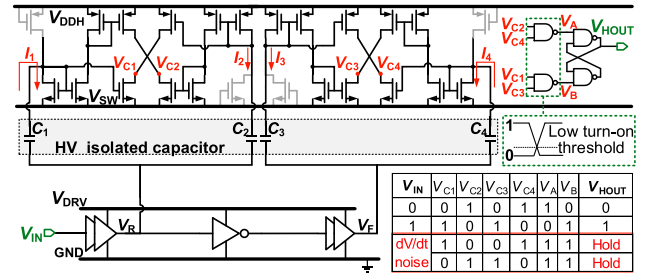 VDDH
VC2
VC4
VA
VHOUT
I1
VC1
VC2
I2
I3
VC3
VC4
I4
VC1
VC3
VB
VSW
C1
C2
C3
C4
HV isolated capacitor
1
0
Low turn-on
threshold
VDRV
VIN
GND
VR
VF
VIN VC1 VC2 VC3 VC4 VA VB VHOUT
0 0 1 0 1 1 0 0
1 1 0 1 0 0 1 1
dV/dt 1 0 0 1 1 1 Hold
noise 0 1 1 0 1 1 Hold